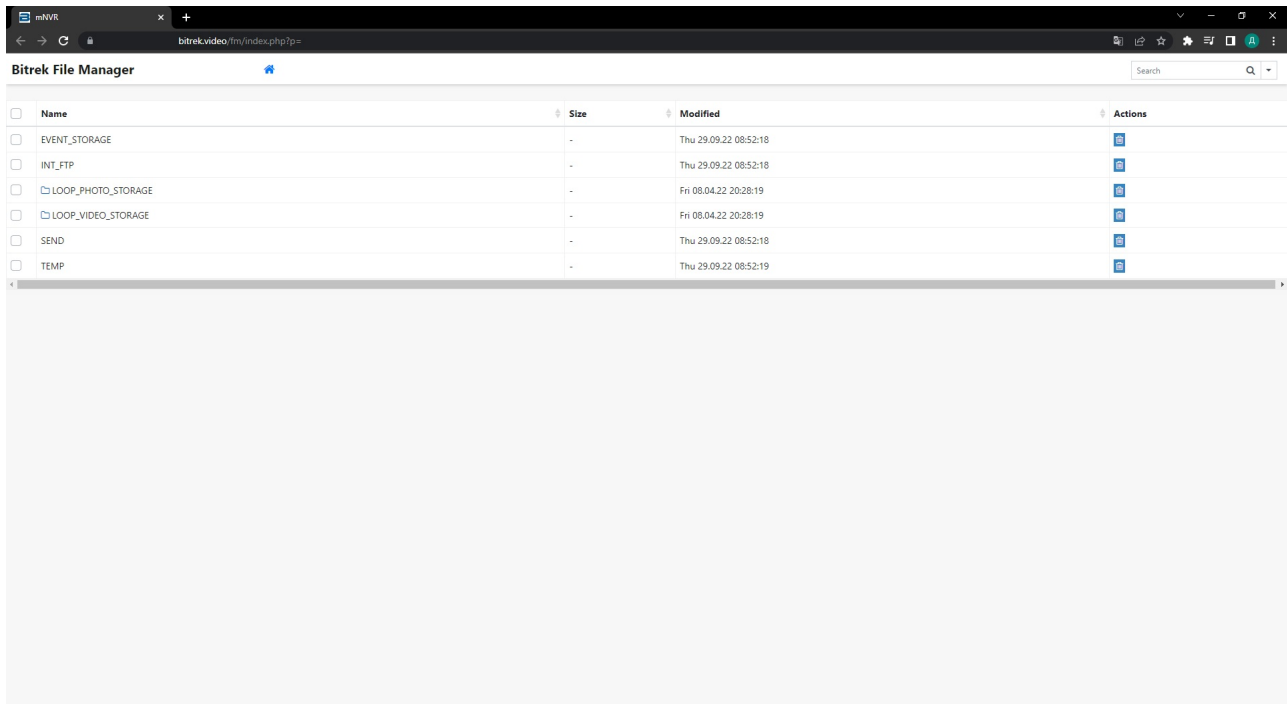 mNVR
bitrek.video/fm/index.php?p=
Д
Bitrek File Manager
Search
Name Size Modified Actions
EVENT_STORAGE - Thu 29.09.22 08:52:18
INT_FTP - Thu 29.09.22 08:52:18
LOOP_PHOTO_STORAGE - Fri 08.04.22 20:28:19
LOOP_VIDEO_STORAGE - Fri 08.04.22 20:28:19
SEND - Thu 29.09.22 08:52:18
TEMP - Thu 29.09.22 08:52:19